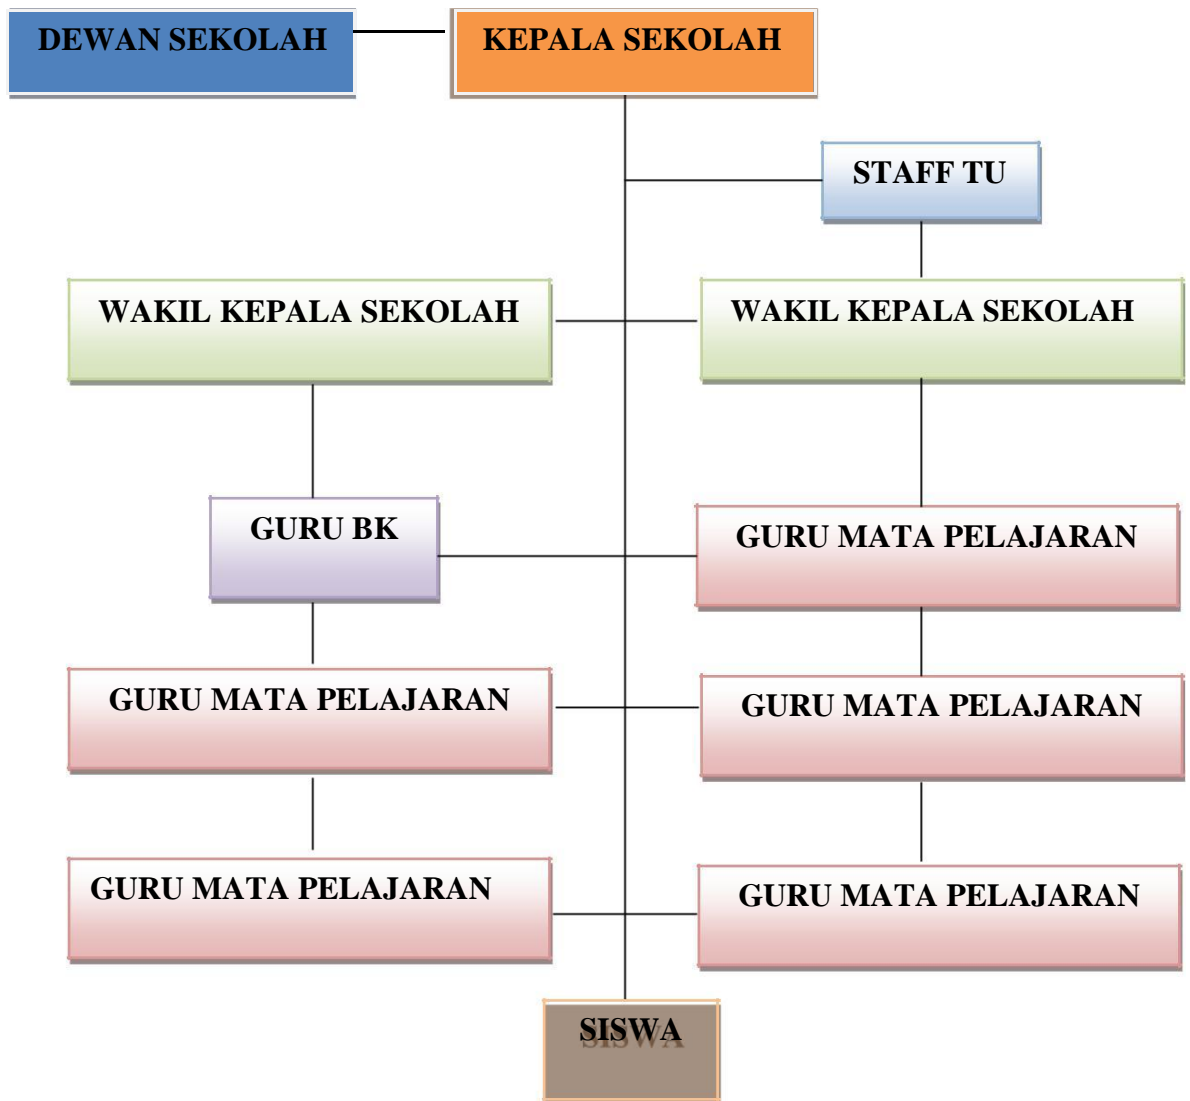 DEWAN SEKOLAH
KEPALA SEKOLAH
STAFF TU
WAKIL KEPALA SEKOLAH
WAKIL KEPALA SEKOLAH
GURU BK
GURU MATA PELAJARAN
GURU MATA PELAJARAN
GURU MATA PELAJARAN
GURU MATA PELAJARAN
GURU MATA PELAJARAN
SISWA